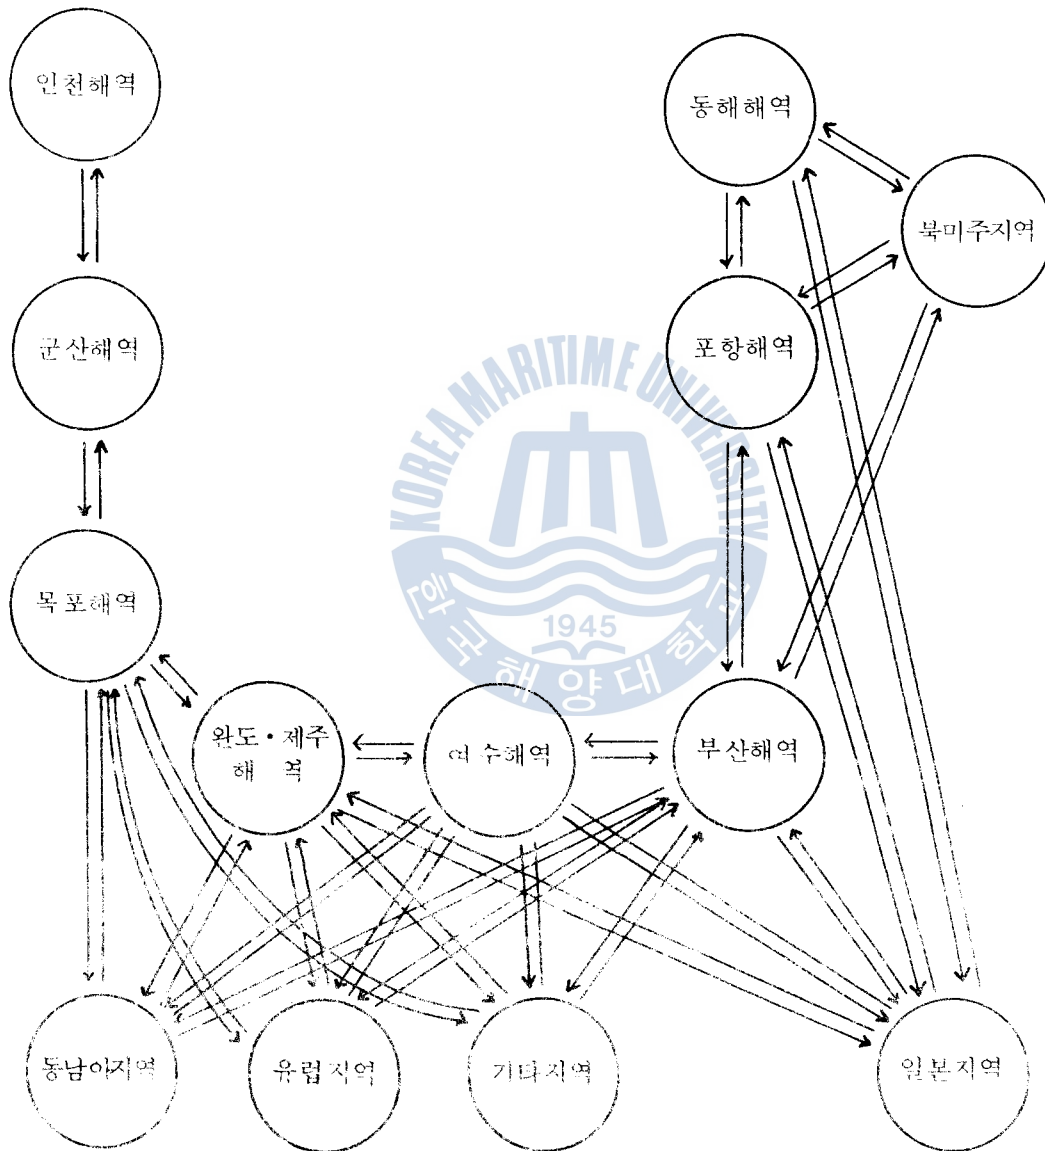 인천해역
동해해역
북미주지역
군산해역
포항해역
KOREA MARITIME UNIVERSITY
1945
한국해양대학교
목포해역
완도・제주
해 역
여수해역
부산해역
동남아지역
유럽지역
기타지역
일본지역